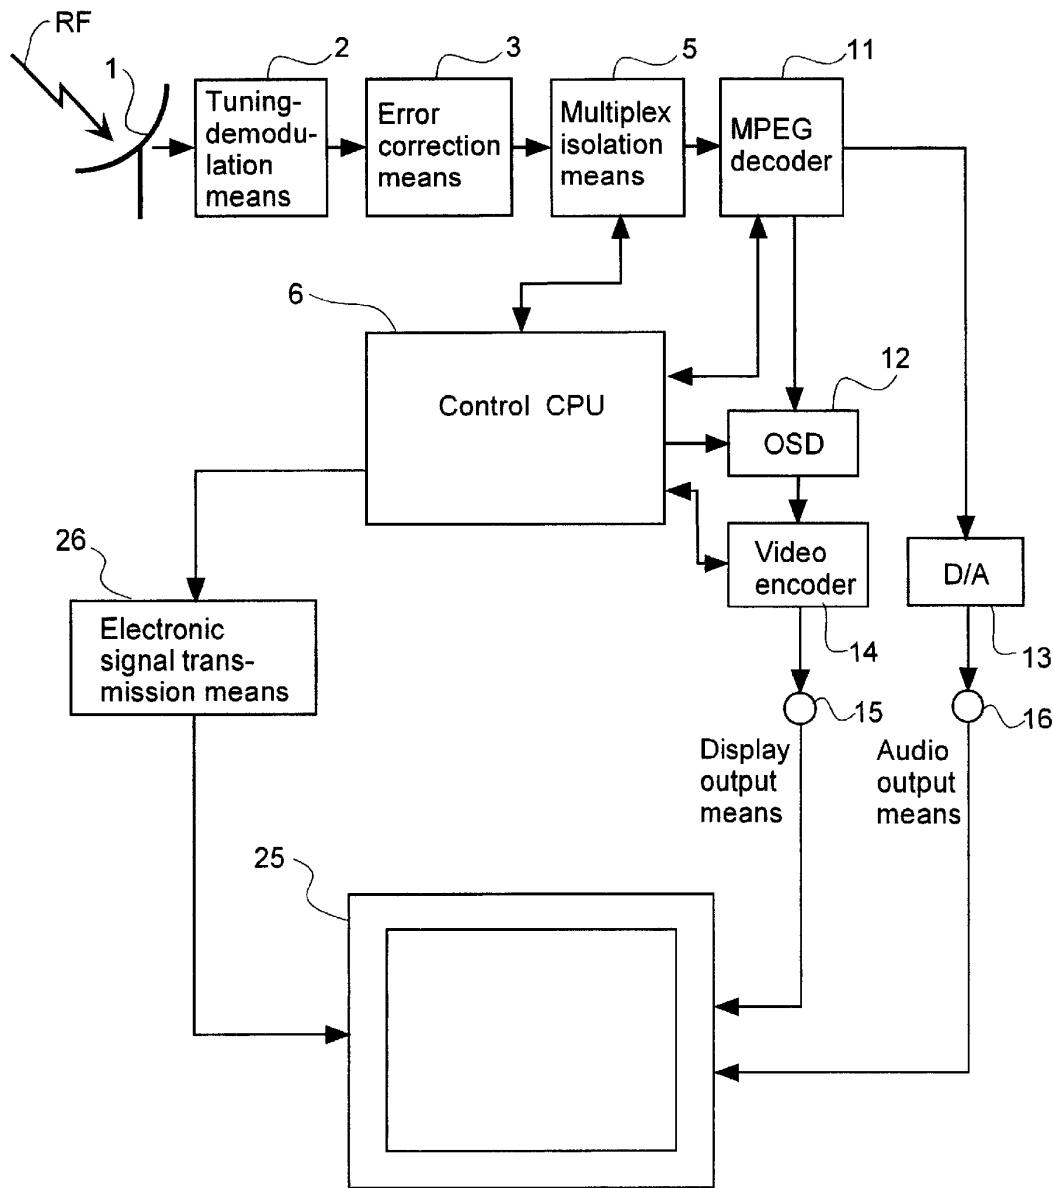 RF
1
2
3
5
11
Tuning-
demodu-
lation
means
Error
correction
means
Multiplex
isolation
means
MPEG
decoder
6
Control CPU
12
OSD
26
Video
encoder
D/A
Electronic
signal trans-
mission means
14
13
15
16
Display
output
means
Audio
output
means
25